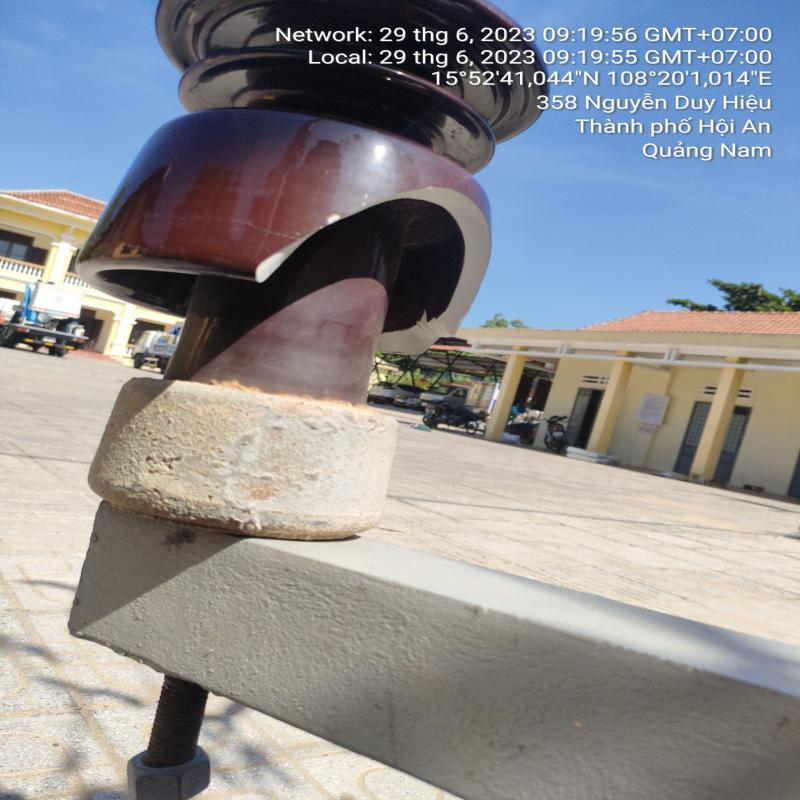 Network: 29 thg 6, 2023 09:19:56 GMT+07:00
Local: 29 thg 6, 2023 09:19:55 GMT+07:00
15°52'41,044"N 108°20'1,014"E
358 Nguyễn Duy Hiệu
Thành phố Hội An
Quảng Nam